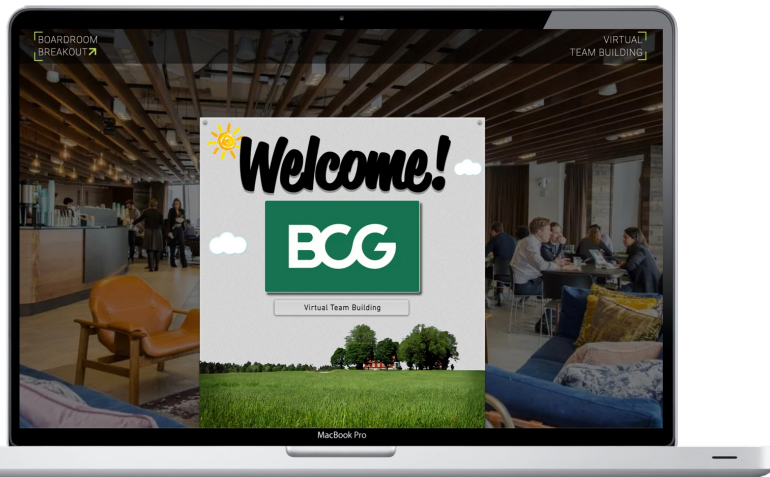 BOARDROOM
BREAKOUT
VIRTUAL
TEAM BUILDING
Welcome!
BCG
Virtual Team Building
MacBook Pro